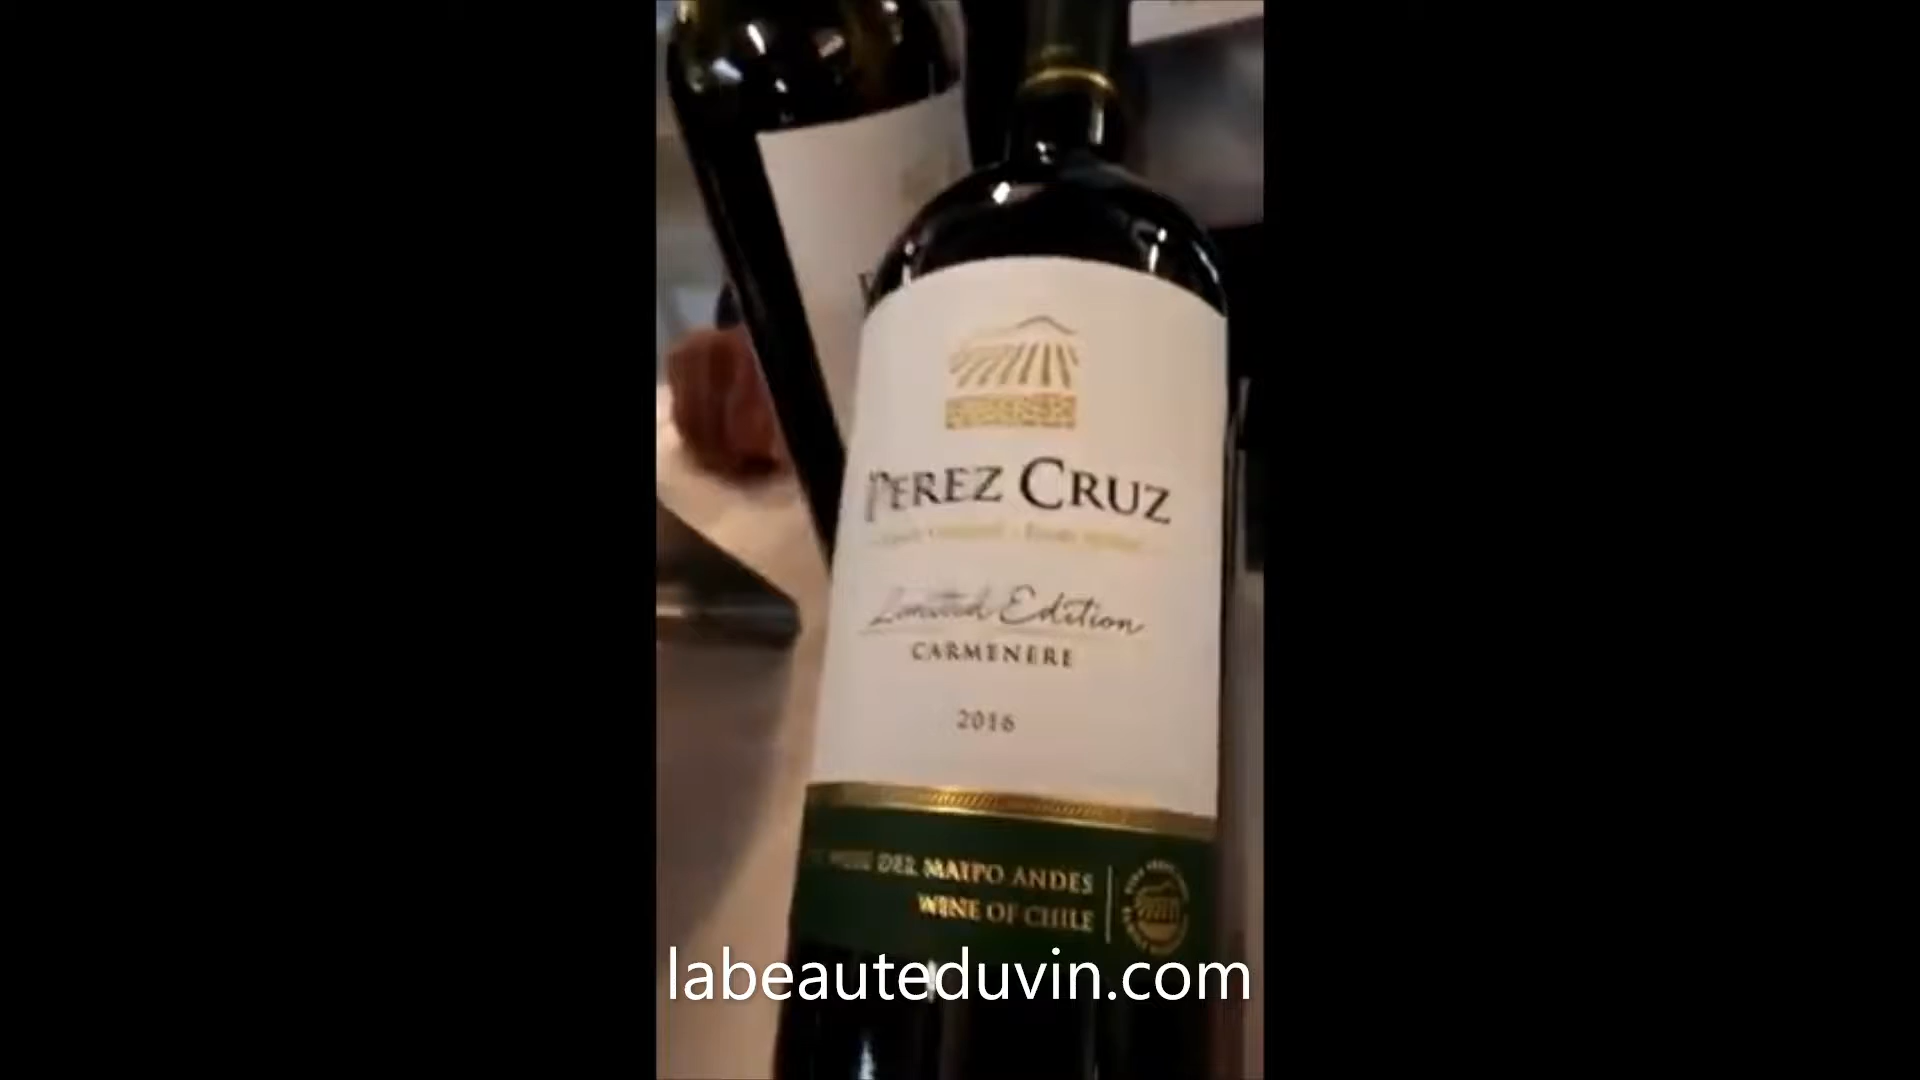 PEREZ CRUZ
Limited Edition
CARMENERE
2016
DEL MAIPO ANDES
WINE OF CHILE
labeauteduvin.com